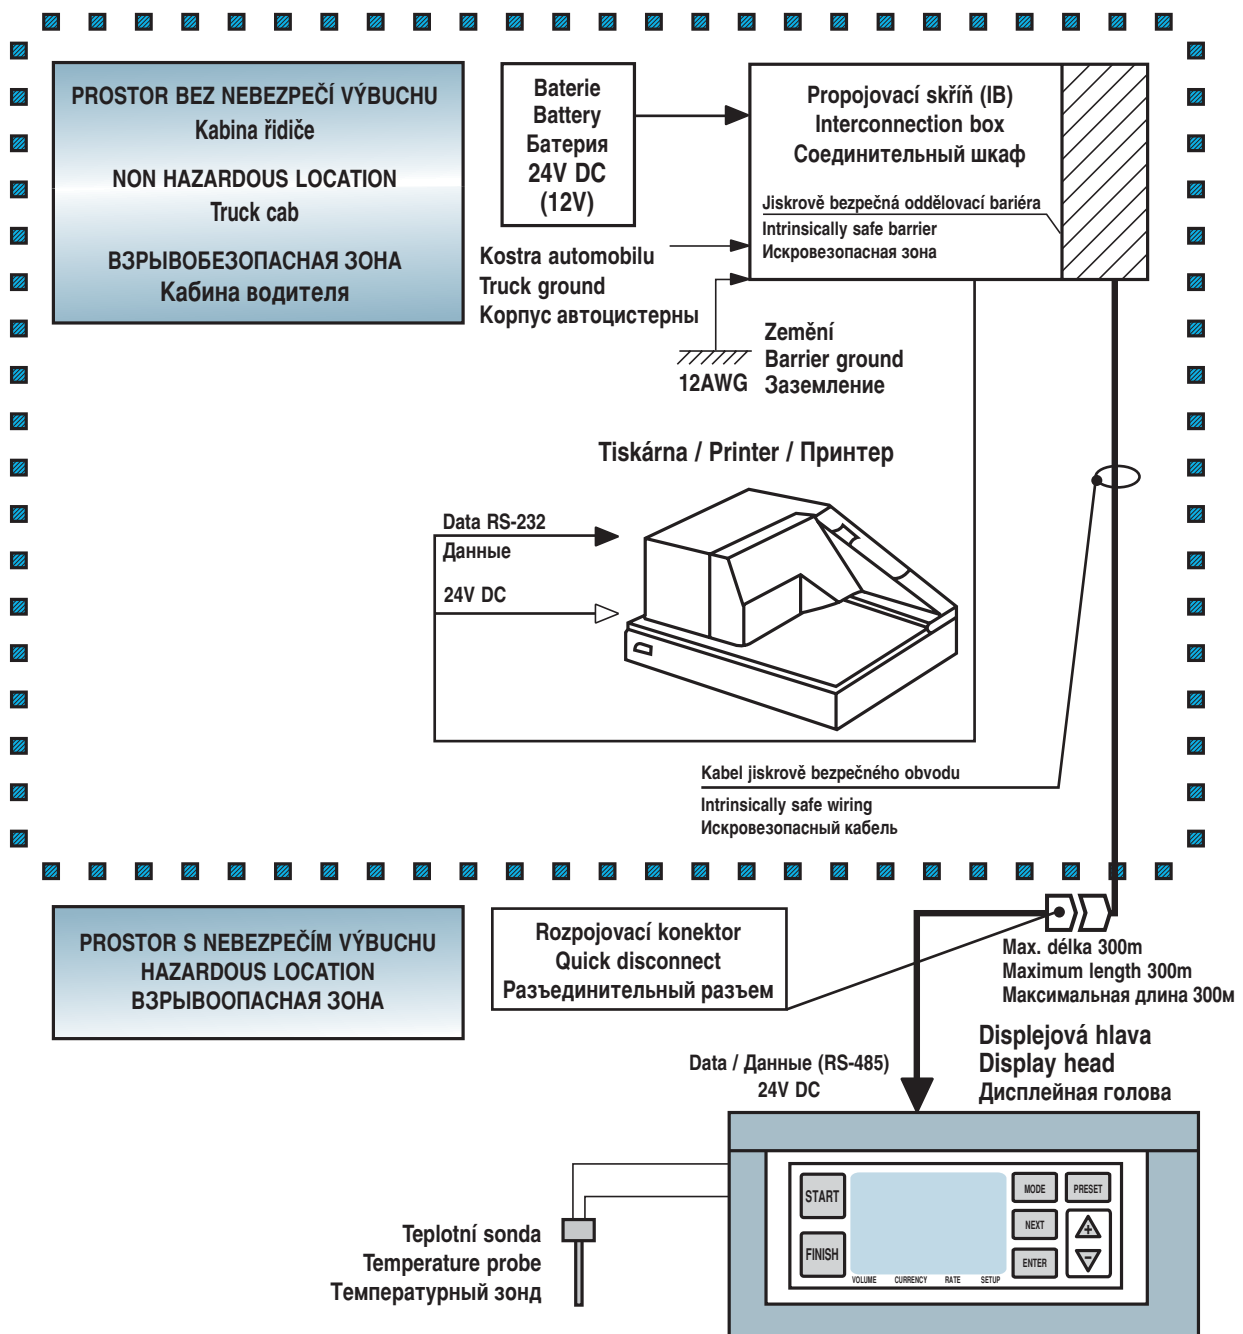 PROSTOR BEZ NEBEZPEČÍ VÝBUCHU
Kabina řidiče
NON HAZARDOUS LOCATION
Truck cab
ВЗРЫВОБЕЗОПАСНАЯ ЗОНА
Кабина водителя
Baterie
Battery
Батерия
24V DC
(12V)
Propojovací skříň (IB)
Interconnection box
Соединительный шкаф
Jiskrově bezpečná oddělovací bariéra
Intrinsically safe barrier
Искровезопасная зона
Kostra automobilu
Truck ground
Корпус автоцистерны
Zemění
Barrier ground
Заземление
12AWG
Tiskárna / Printer / Принтер
Data RS-232
Данные
24V DC
Kabel jiskrově bezpečného obvodu
Intrinsically safe wiring
Искровезопасный кабель
PROSTOR S NEBEZPEČÍM VÝBUCHU
HAZARDOUS LOCATION
ВЗРЫВООПАСНАЯ ЗОНА
Rozpojovací konektor
Quick disconnect
Разъединительный разъем
Max. délka 300m
Maximum length 300m
Максимальная длина 300м
Displejová hlava
Display head
Дисплейная голова
Data / Данные (RS-485)
24V DC
START
FINISH
MODE
PRESET
NEXT
ENTER
+
−
VOLUME CURRENCY RATE SETUP
Teplotní sonda
Temperature probe
Температурный зонд